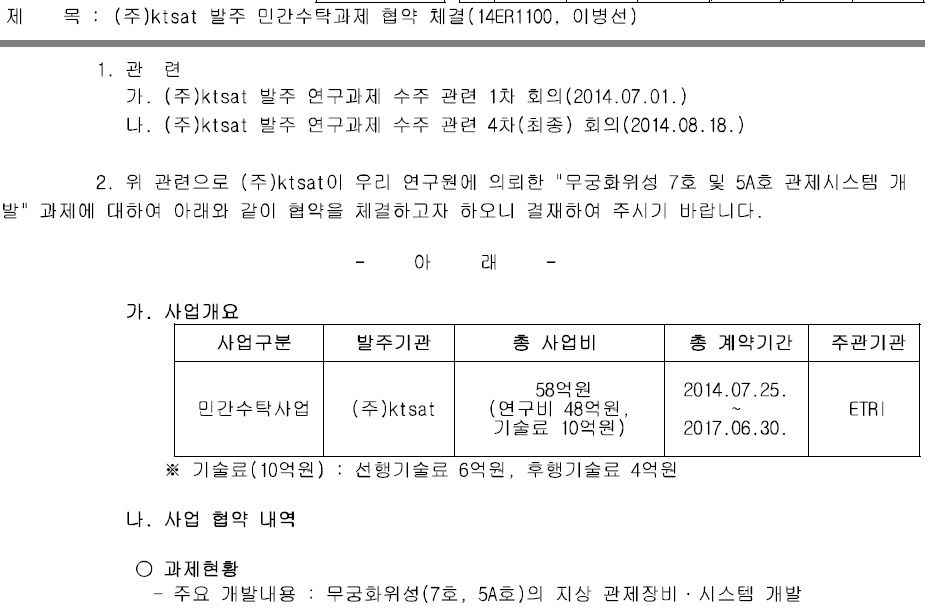 제 목 : (주)ktsat 발주 민간수탁과제 협약 체결(14ER1100, 이병선)
1. 관 련
가. (주)ktsat 발주 연구과제 수주 관련 1차 회의(2014.07.01.)
나. (주)ktsat 발주 연구과제 수주 관련 4차(최종) 회의(2014.08.18.)
2. 위 관련으로 (주)ktsat이 우리 연구원에 의뢰한 "무궁화위성 7호 및 5A호 관제시스템 개
발" 과제에 대하여 아래와 같이 협약을 체결하고자 하오니 결재하여 주시기 바랍니다.
- 아 래 -
가. 사업개요
사업구분 발주기관 총 사업비 총 계약기간 주관기관
민간수탁사업 (주)ktsat 58억원 (연구비 48억원, 기술료 10억원) 2014.07.25. ~ 2017.06.30. ETRI
※ 기술료(10억원) : 선행기술료 6억원, 후행기술료 4억원
나. 사업 협약 내역
○ 과제현황
- 주요 개발내용 : 무궁화위성(7호, 5A호)의 지상 관제장비·시스템 개발